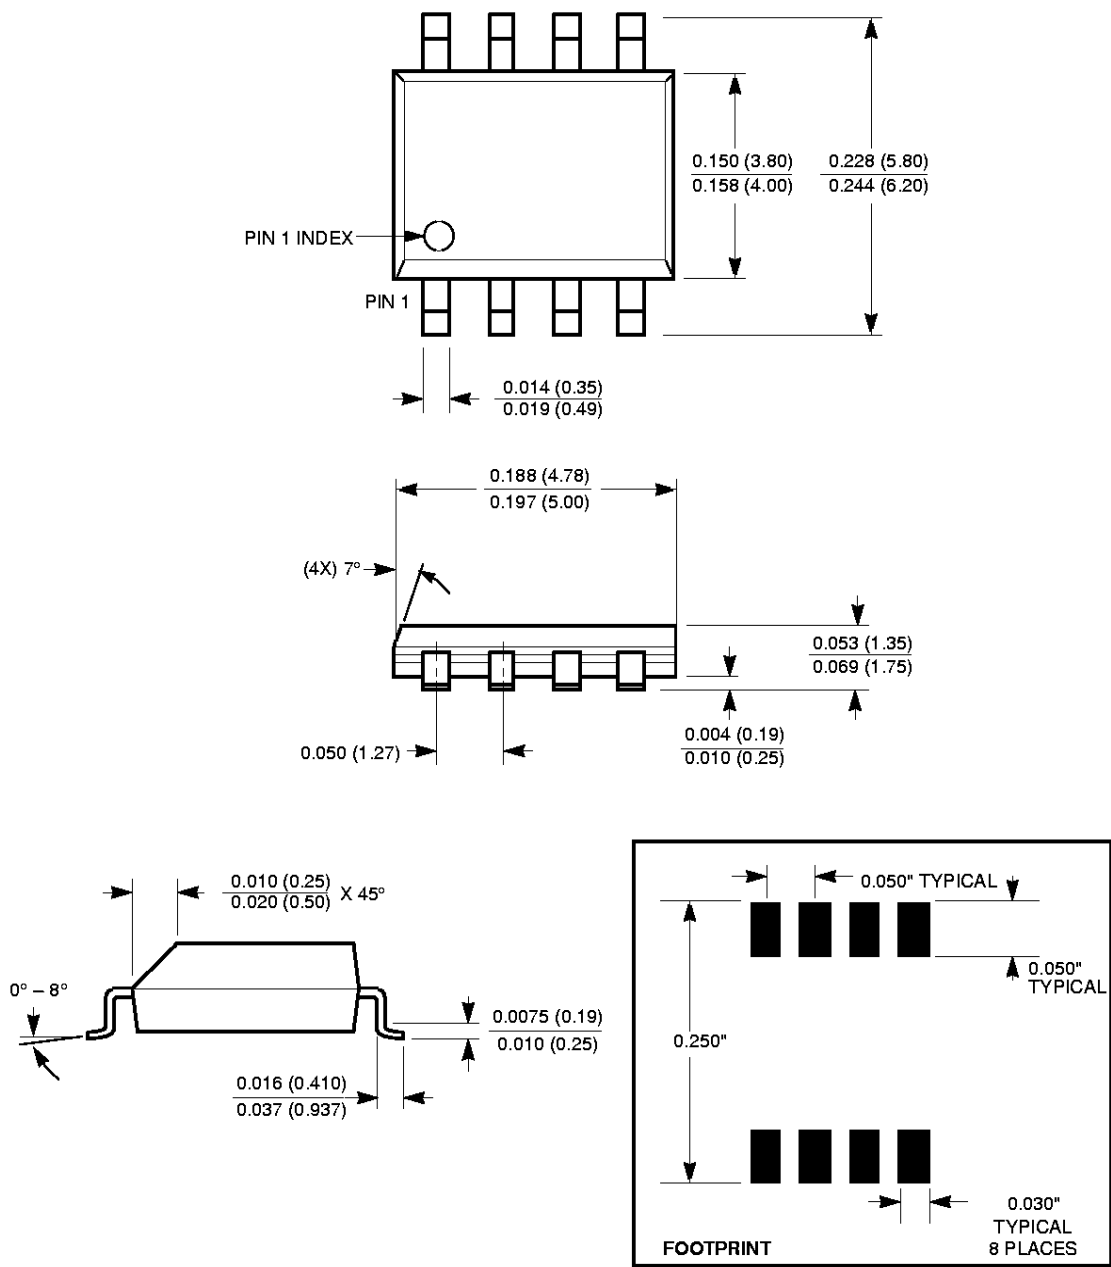 0.150 (3.80)
0.158 (4.00)
0.228 (5.80)
0.244 (6.20)
PIN 1 INDEX
PIN 1
0.014 (0.35)
0.019 (0.49)
0.188 (4.78)
0.197 (5.00)
(4X) 7°
0.053 (1.35)
0.069 (1.75)
0.004 (0.19)
0.010 (0.25)
0.050 (1.27)
0.010 (0.25)
0.020 (0.50) X 45°
0° – 8°
0.0075 (0.19)
0.010 (0.25)
0.016 (0.410)
0.037 (0.937)
0.050" TYPICAL
0.050"
TYPICAL
0.250"
0.030"
TYPICAL
8 PLACES
FOOTPRINT